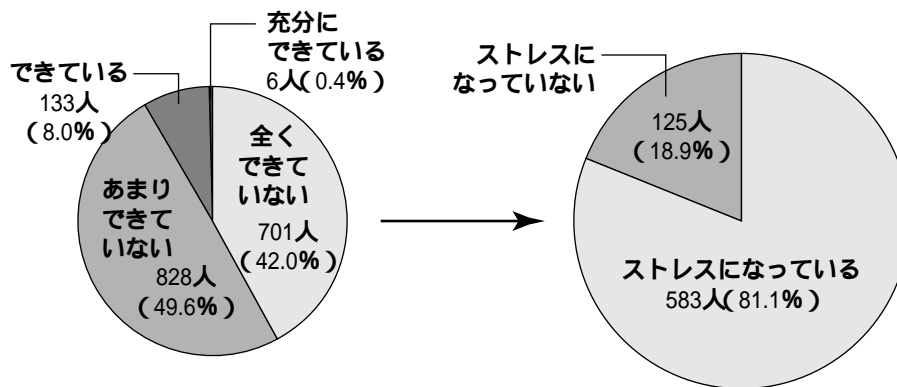 充分に
できている
6人(0.4%)
できている
133人
(8.0%)
全く
できて
いない
701人
(42.0%)
あまり
できて
いない
828人
(49.6%)
ストレスに
なっていない
125人
(18.9%)
ストレスになっている
583人(81.1%)